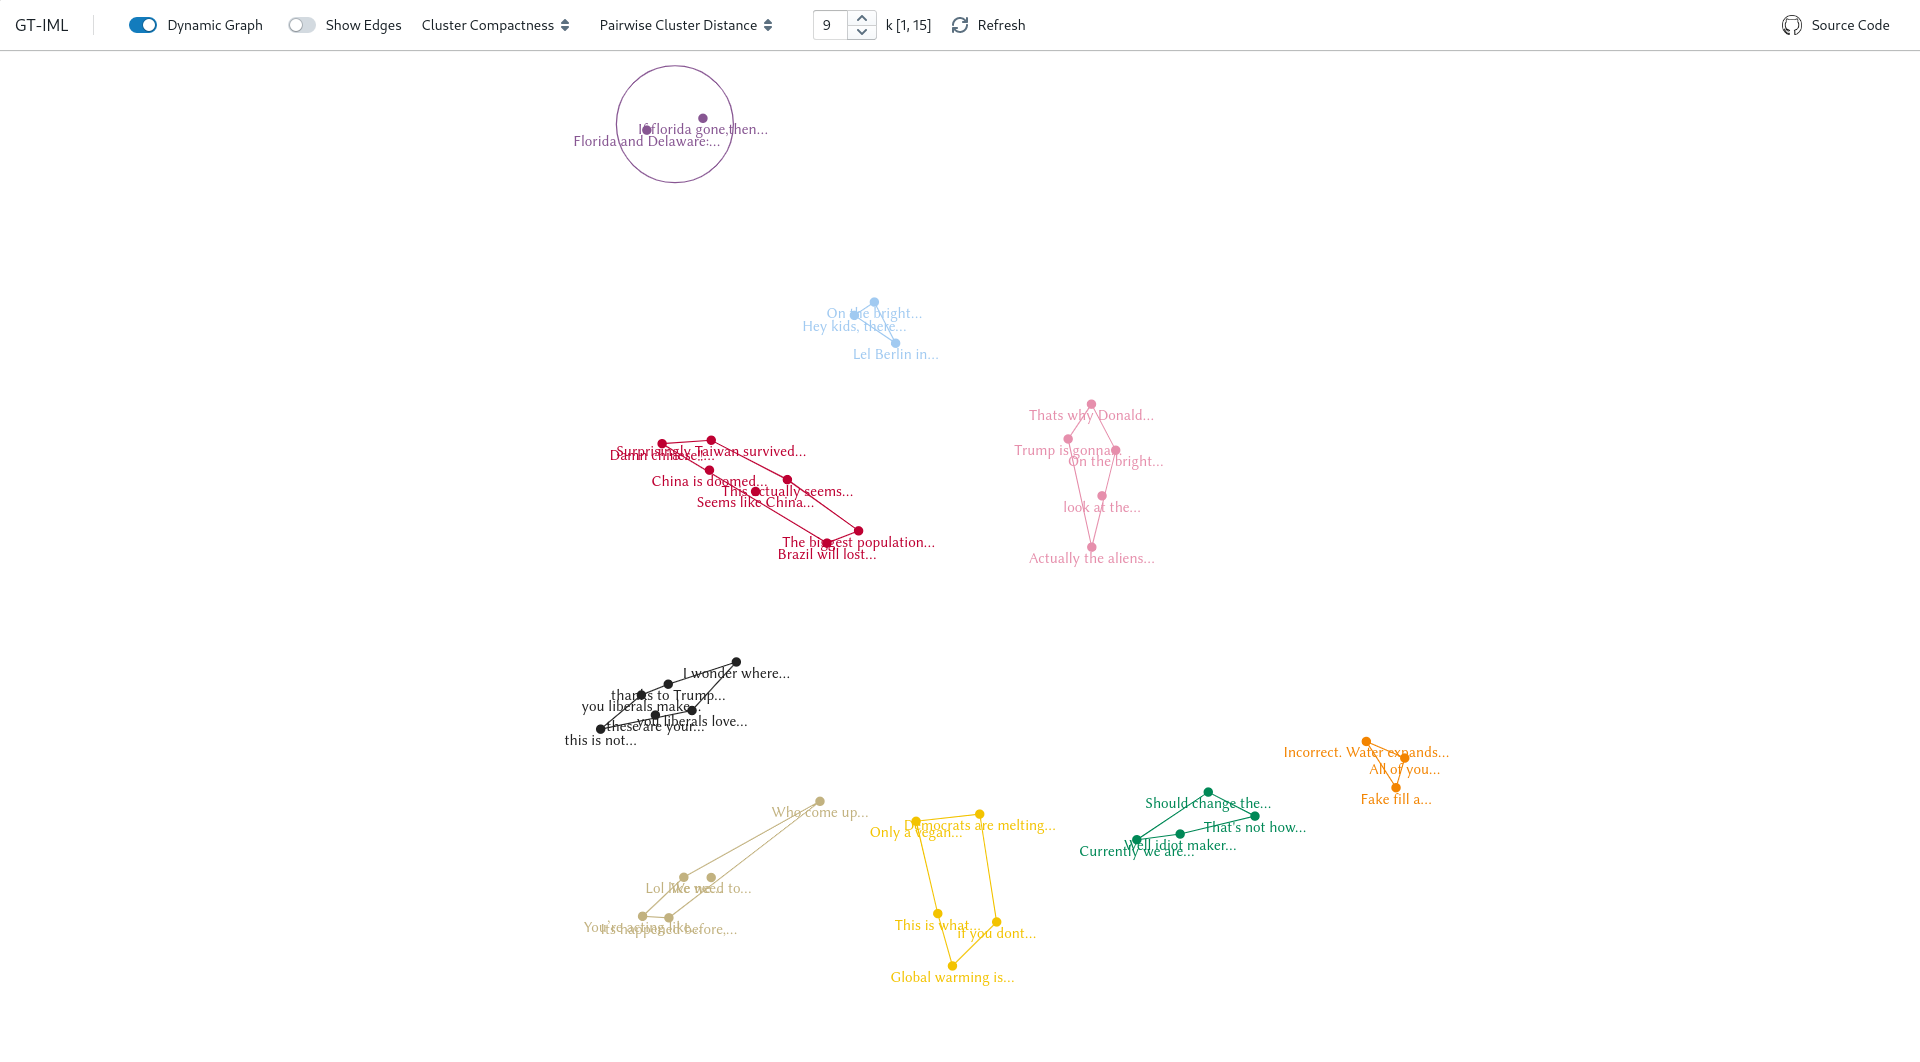 GT-IML
Dynamic Graph
Show Edges
Cluster Compactness
Pairwise Cluster Distance
9
k [1, 15]
Refresh
Source Code
If florida gone,then...
Florida and Delaware:...
On the bright...
Hey kids, there...
Lel Berlin in...
Thats why Donald...
Trump is gonna...
On the bright...
look at the...
Actually the aliens...
Surprisingly Taiwan survived...
China is doomed...
This actually seems...
Seems like China...
The biggest population...
Brazil will lost...
I wonder where...
thanks to Trump...
you liberals make...
you liberals love...
these are your...
this is not...
Incorrect. Water expands...
All of you...
Fake fill a...
Should change the...
That's not how...
Well idiot maker...
Currently we are...
Who come up...
Lol like we...
We need to...
You're acting like...
It's happened before,...
Democrats are melting...
Only a vegan...
This is what...
if you dont...
Global warming is...